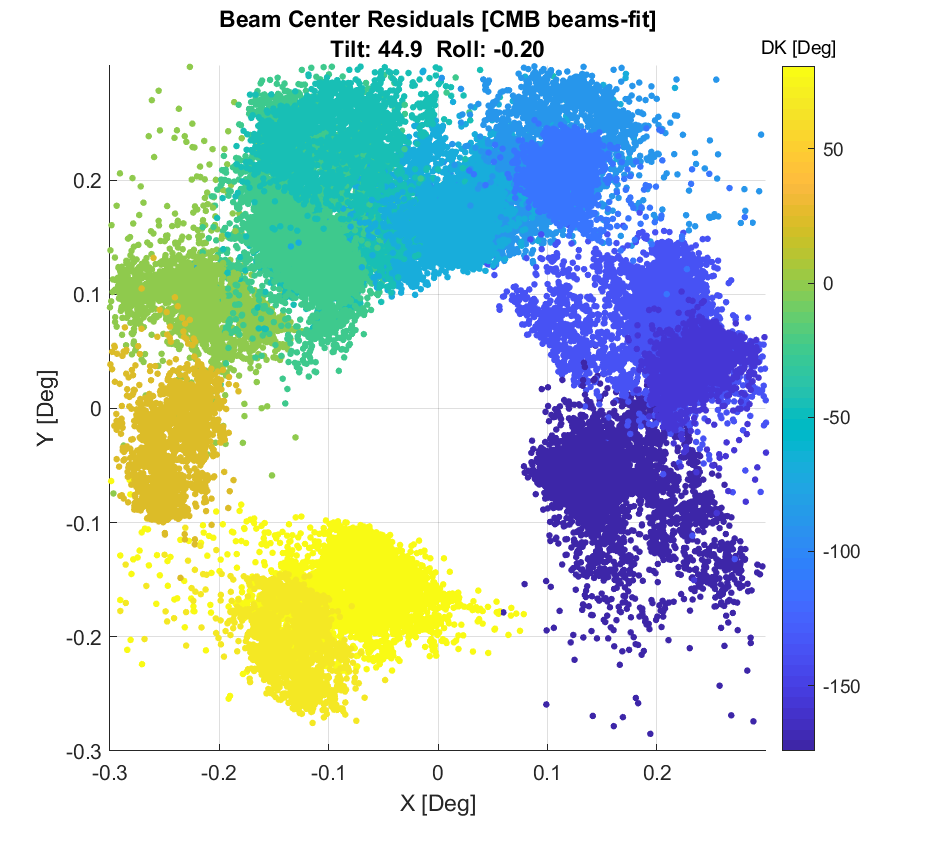 Beam Center Residuals [CMB beams-fit]
Tilt: 44.9 Roll: -0.20
DK [Deg]
50
0
-50
-100
-150
0.2
0.1
0
-0.1
-0.2
-0.3
Y [Deg]
-0.3 -0.2 -0.1 0 0.1 0.2
X [Deg]